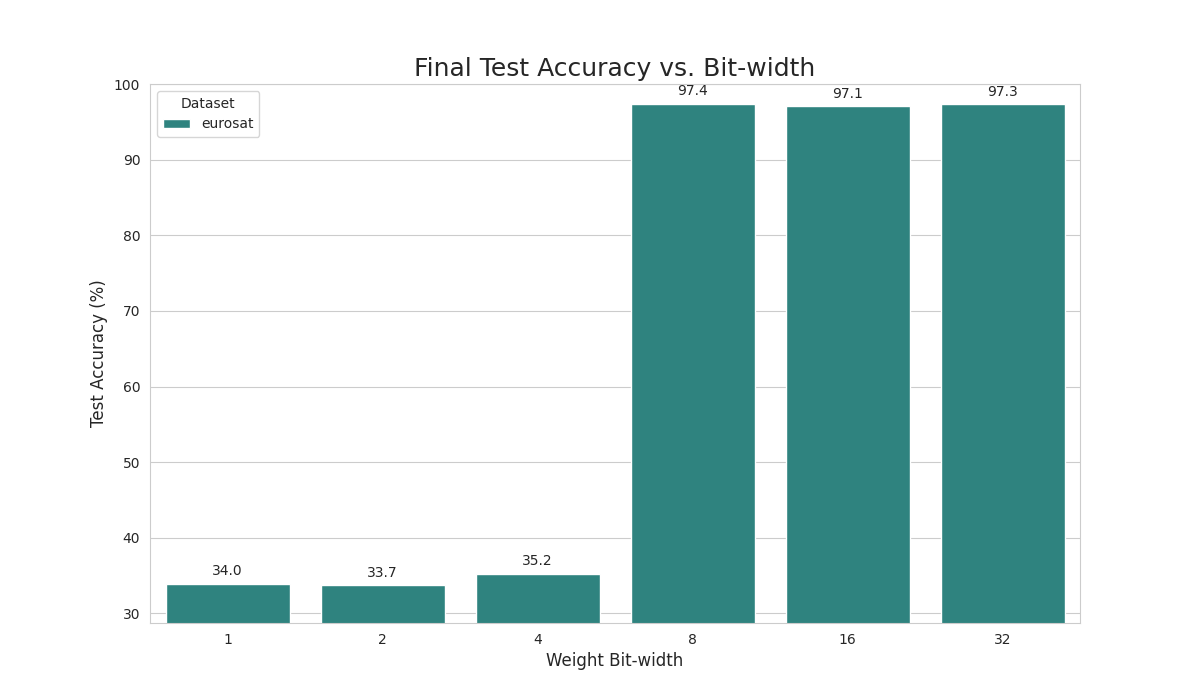 Final Test Accuracy vs. Bit-width
100
90
80
70
60
50
40
30
Test Accuracy (%)
Dataset
eurosat
34.0
33.7
35.2
97.4
97.1
97.3
1 2 4 8 16 32
Weight Bit-width